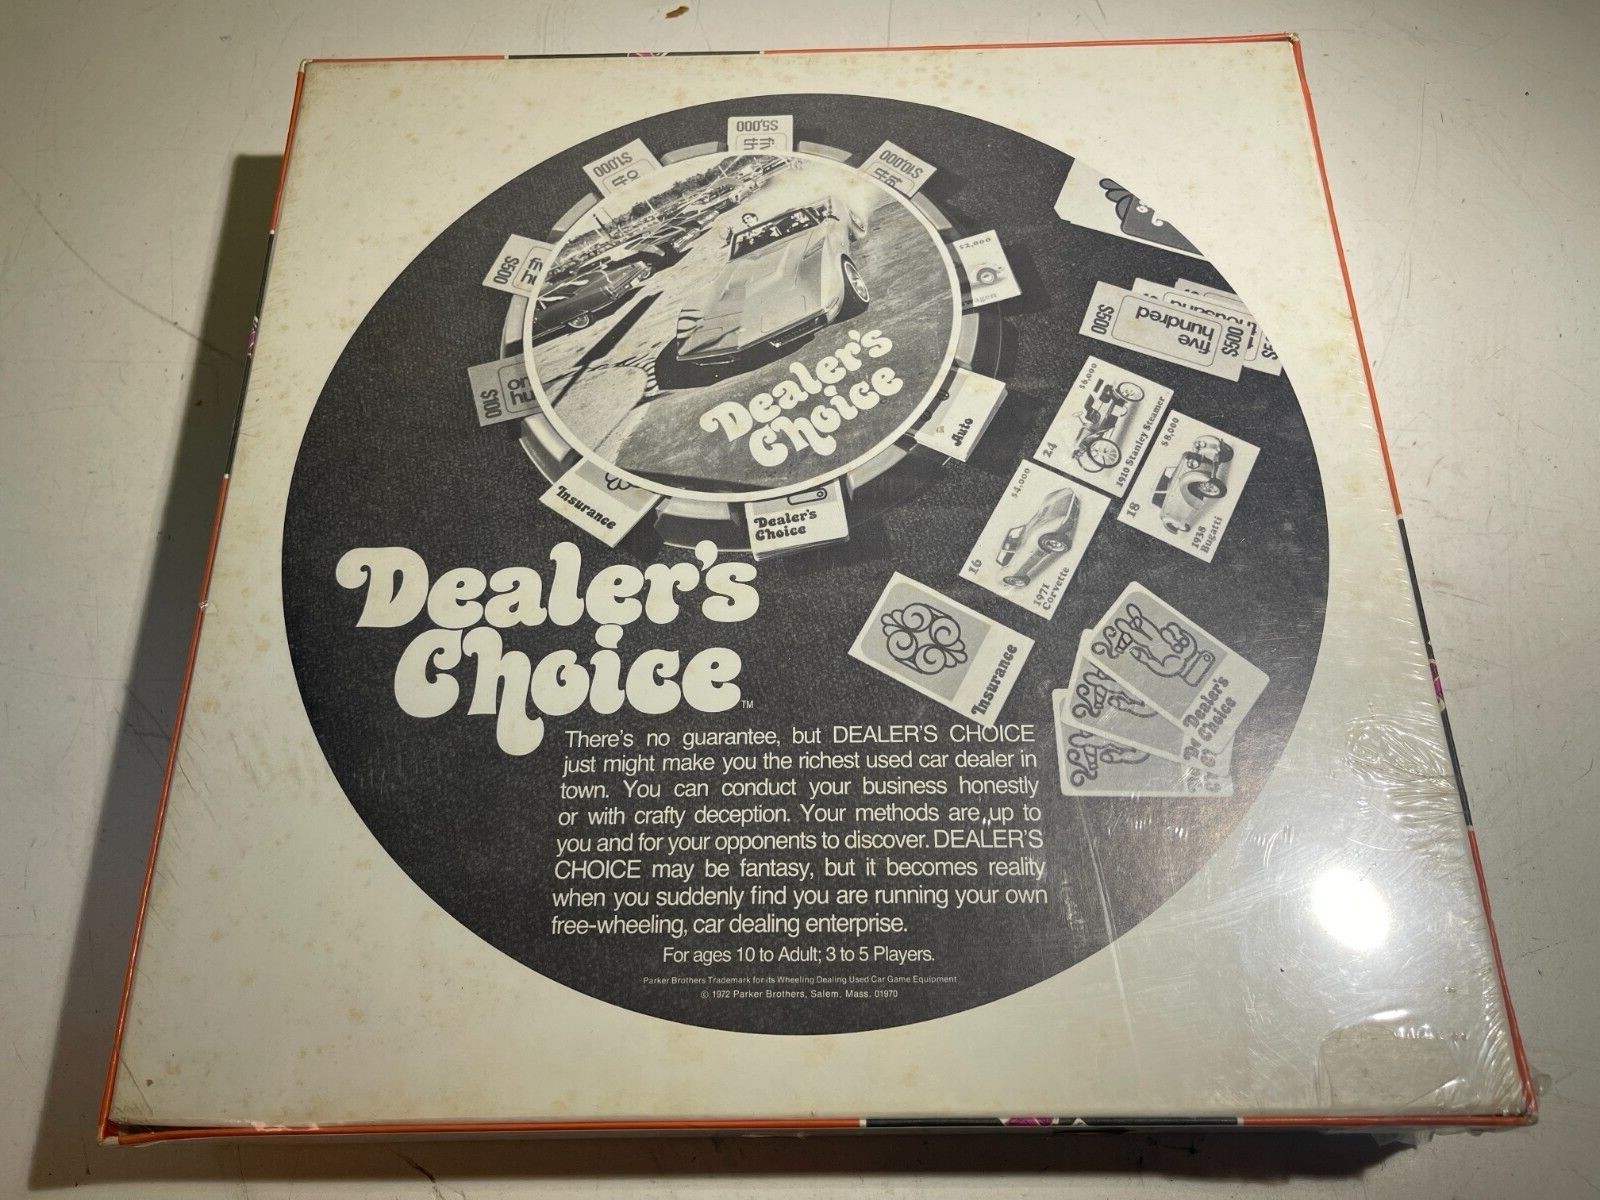 $5,000
$1,000
$10,000
$500
$2,000
$100
Dealer's
Choice
Auto
Insurance
Dealer's
Choice
$500
five
hundred
$500
$6,000
24
1910 Stanley Steamer
$8,000
18
1938
Bugatti
$4,000
16
1971
Corvette
Insurance
Dealer's
Choice
Dealer's
Choice™
There's no guarantee, but DEALER'S CHOICE
just might make you the richest used car dealer in
town. You can conduct your business honestly
or with crafty deception. Your methods are up to
you and for your opponents to discover. DEALER'S
CHOICE may be fantasy, but it becomes reality
when you suddenly find you are running your own
free-wheeling, car dealing enterprise.
For ages 10 to Adult; 3 to 5 Players.
Parker Brothers Trademark for its Wheeling Dealing Used Car Game Equipment
© 1972 Parker Brothers, Salem, Mass. 01970